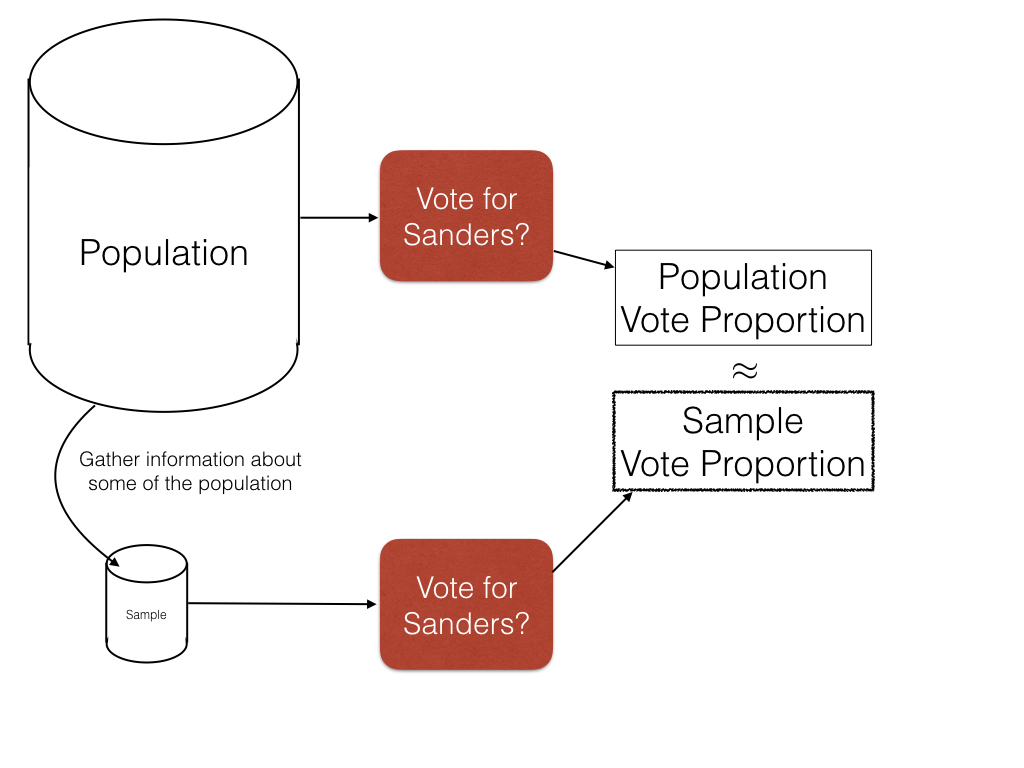 Population
Vote for
Sanders?
Population
Vote Proportion
≈
Sample
Vote Proportion
Gather information about
some of the population
Sample
Vote for
Sanders?